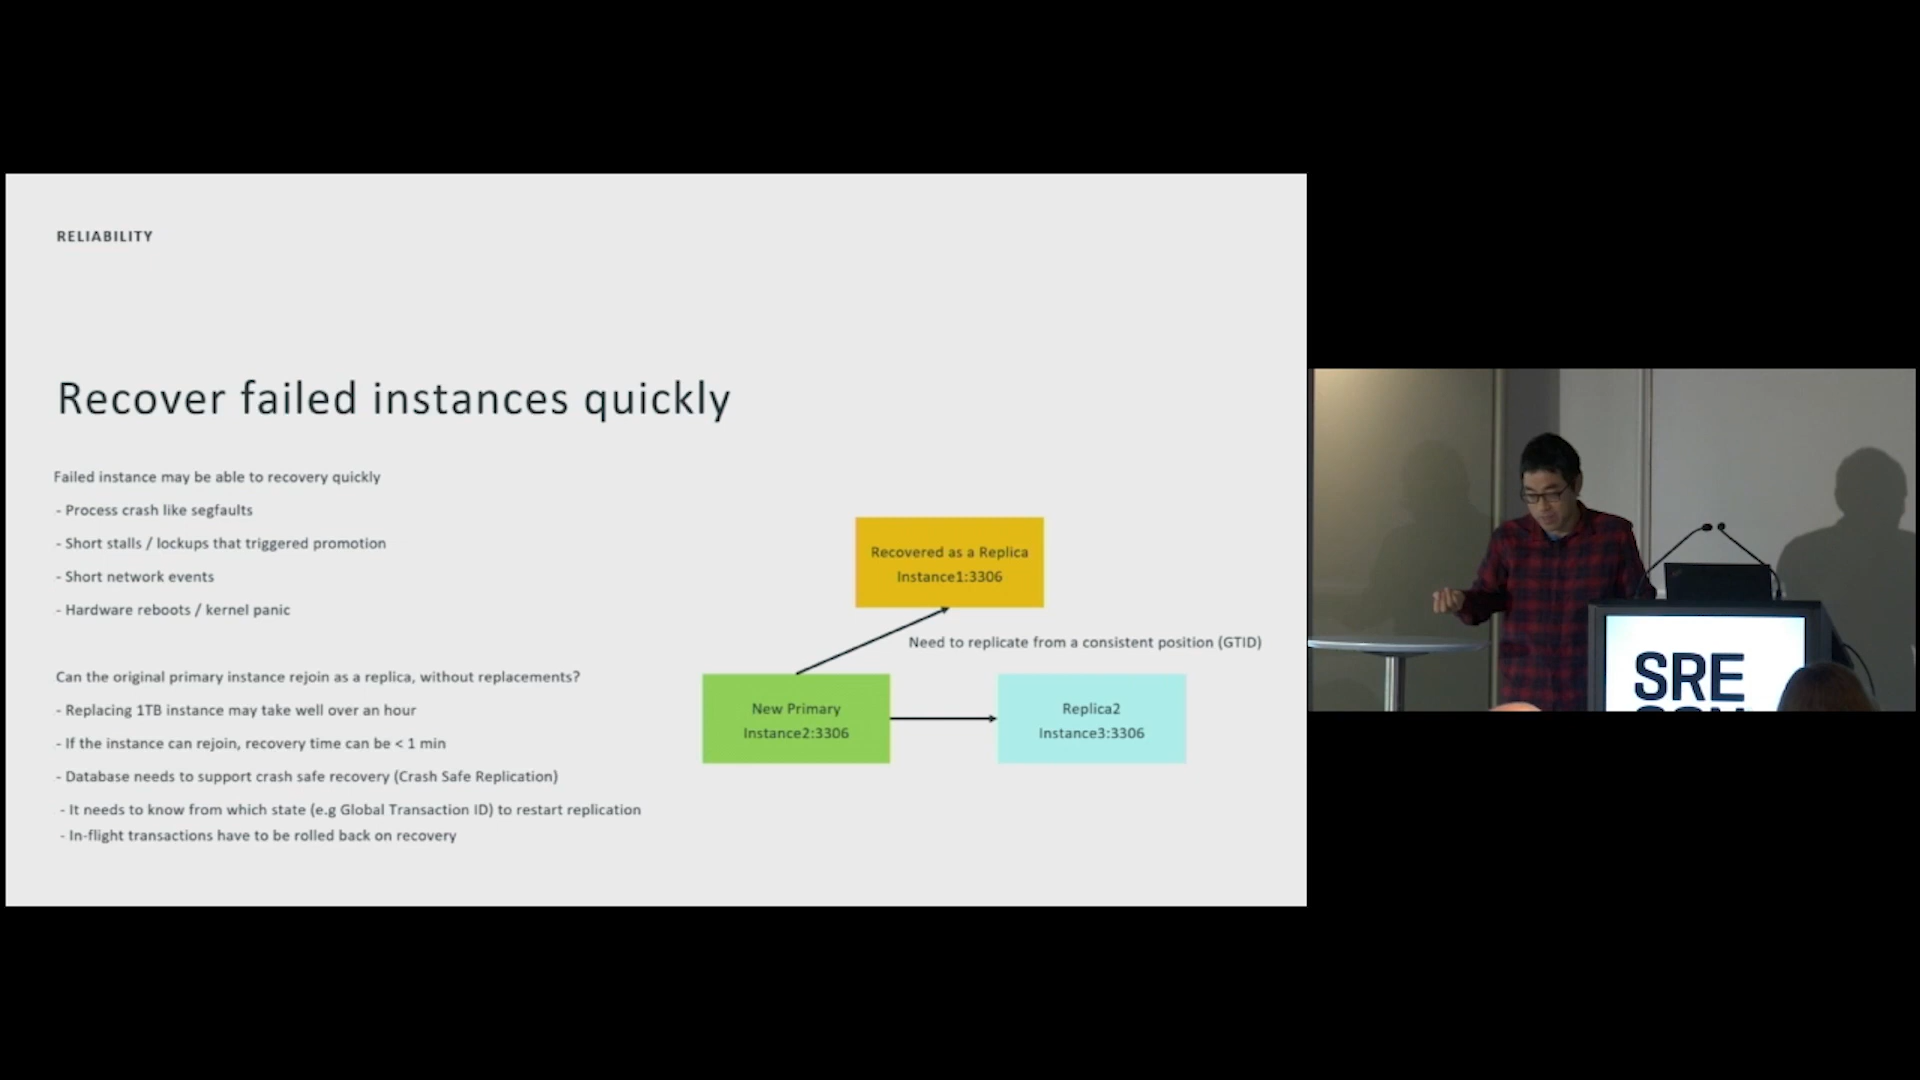 RELIABILITY
Recover failed instances quickly
Failed instance may be able to recovery quickly
- Process crash like segfaults
- Short stalls / lockups that triggered promotion
- Short network events
- Hardware reboots / kernel panic
Can the original primary instance rejoin as a replica, without replacements?
- Replacing 1TB instance may take well over an hour
- If the instance can rejoin, recovery time can be < 1 min
- Database needs to support crash safe recovery (Crash Safe Replication)
- It needs to know from which state (e.g Global Transaction ID) to restart replication
- In-flight transactions have to be rolled back on recovery
Recovered as a Replica
Instance1:3306
Need to replicate from a consistent position (GTID)
New Primary
Instance2:3306
Replica2
Instance3:3306
SRE